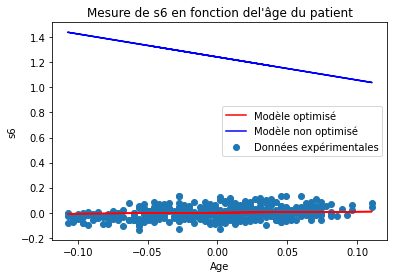 Mesure de s6 en fonction del'âge du patient
1.4
1.2
1.0
0.8
0.6
0.4
0.2
0.0
−0.2
s6
Modèle optimisé
Modèle non optimisé
Données expérimentales
−0.10
−0.05
0.00
0.05
0.10
Age